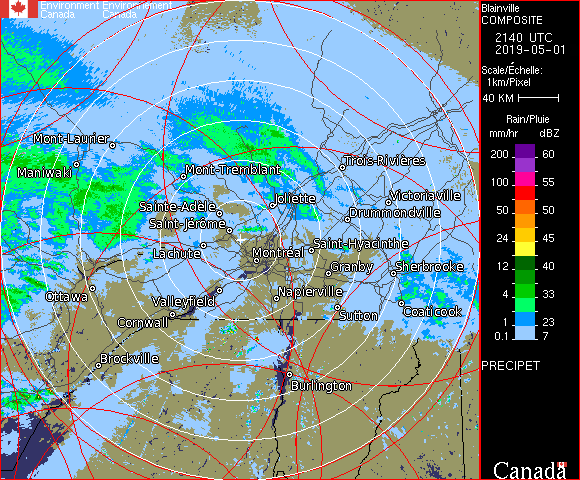 Environment Environnement
Canada Canada
Blainville
COMPOSITE
2140 UTC
2019-05-01
Scale/Échelle:
1km/Pixel
40 KM
Rain/Pluie
mm/hr dBZ
200 60
100 55
50 50
24 45
12 40
4 33
1 23
0.1 7
PRECIPET
Canada
Mont-Laurier
Maniwaki
Mont-Tremblant
Trois-Rivières
Sainte-Adèle
Joliette
Victoriaville
Drummondville
Saint-Jérôme
Lachute
Montréal
Saint-Hyacinthe
Granby
Sherbrooke
Ottawa
Valleyfield
Napierville
Cornwall
Sutton
Coaticook
Brockville
Burlington